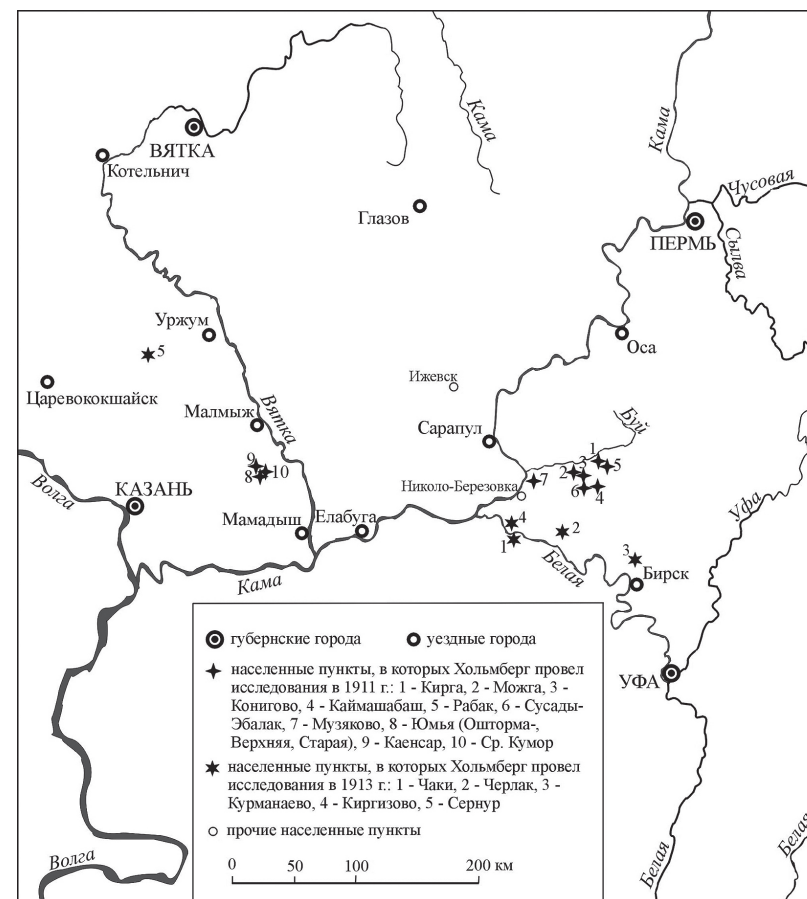 Кама
Кама
ВЯТКА
Котельнич
Чусовая
Глазов
ПЕРМЬ
Сылва
Уржум
5
Оса
Ижевск
Царевококшайск
Малмыж
Вятка
Сарапул
Буй
9
8
10
1
2
3
5
6
4
7
Николо-Березовка
Волга
КАЗАНЬ
Мамадыш
Елабуга
4
1
2
3
Уфа
Белая
Бирск
Кама
УФА
губернские города
уездные города
населенные пункты, в которых Хольмберг провел
исследования в 1911 г.: 1 - Кирга, 2 - Можга, 3 -
Конигово, 4 - Каймашабаш, 5 - Рабак, 6 - Сусады-
Эбалак, 7 - Музяково, 8 - Юмья (Ошторма-,
Верхняя, Старая), 9 - Каенсар, 10 - Ср. Кумор
населенные пункты, в которых Хольмберг провел
исследования в 1913 г.: 1 - Чаки, 2 - Черлак, 3 -
Курманаево, 4 - Киргизово, 5 - Сернур
прочие населенные пункты
0 50 100 200 км
Волга
Белая
Белая